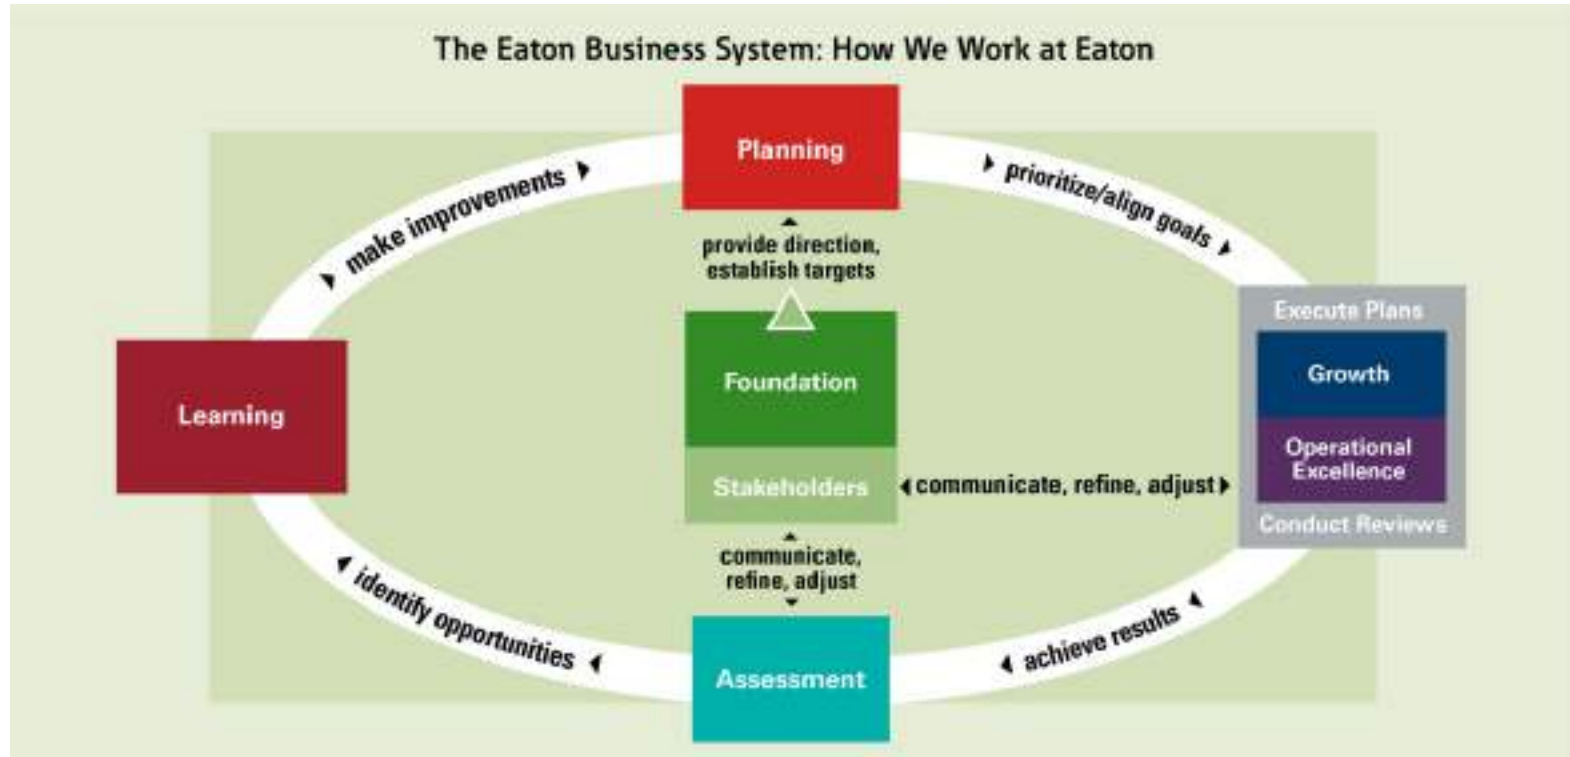 The Eaton Business System: How We Work at Eaton
Planning
make improvements
prioritize/align goals
provide direction,
establish targets
Execute Plans
Growth
Foundation
Learning
Operational
Excellence
Stakeholders
communicate, refine, adjust
Conduct Reviews
communicate,
refine, adjust
identify opportunities
achieve results
Assessment